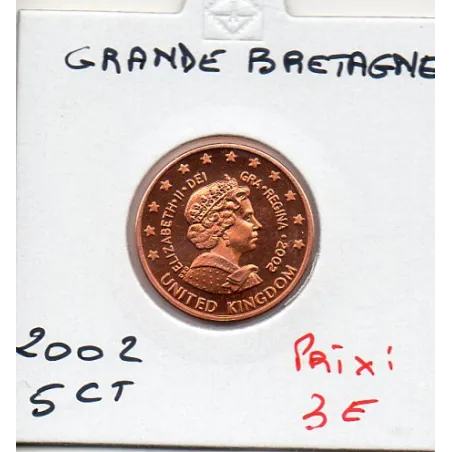 GRANDE BRETAGNE
ELIZABETH·II·DEI GRA·REGINA·2002
UNITED KINGDOM
2002
5 CT
Prix:
3€